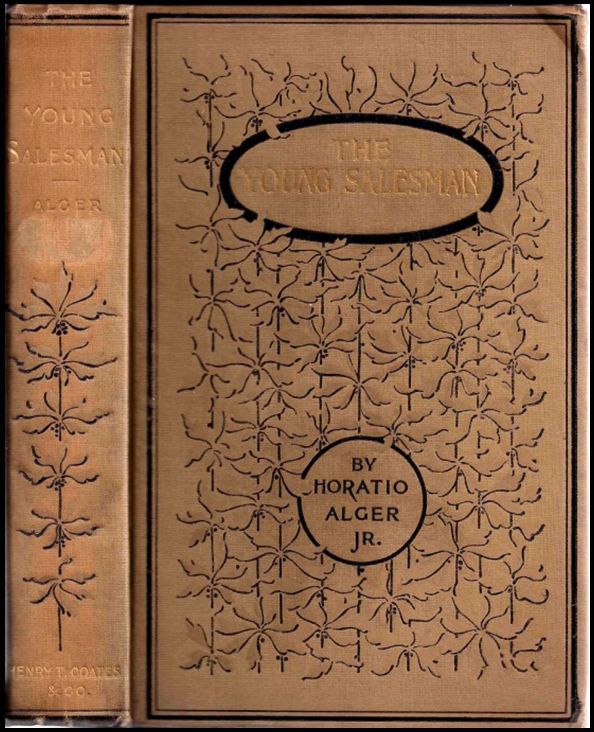 THE
YOUNG
SALESMAN
ALGER
HENRY T. COATES
& CO.
THE
YOUNG SALESMAN
BY
HORATIO
ALGER
JR.